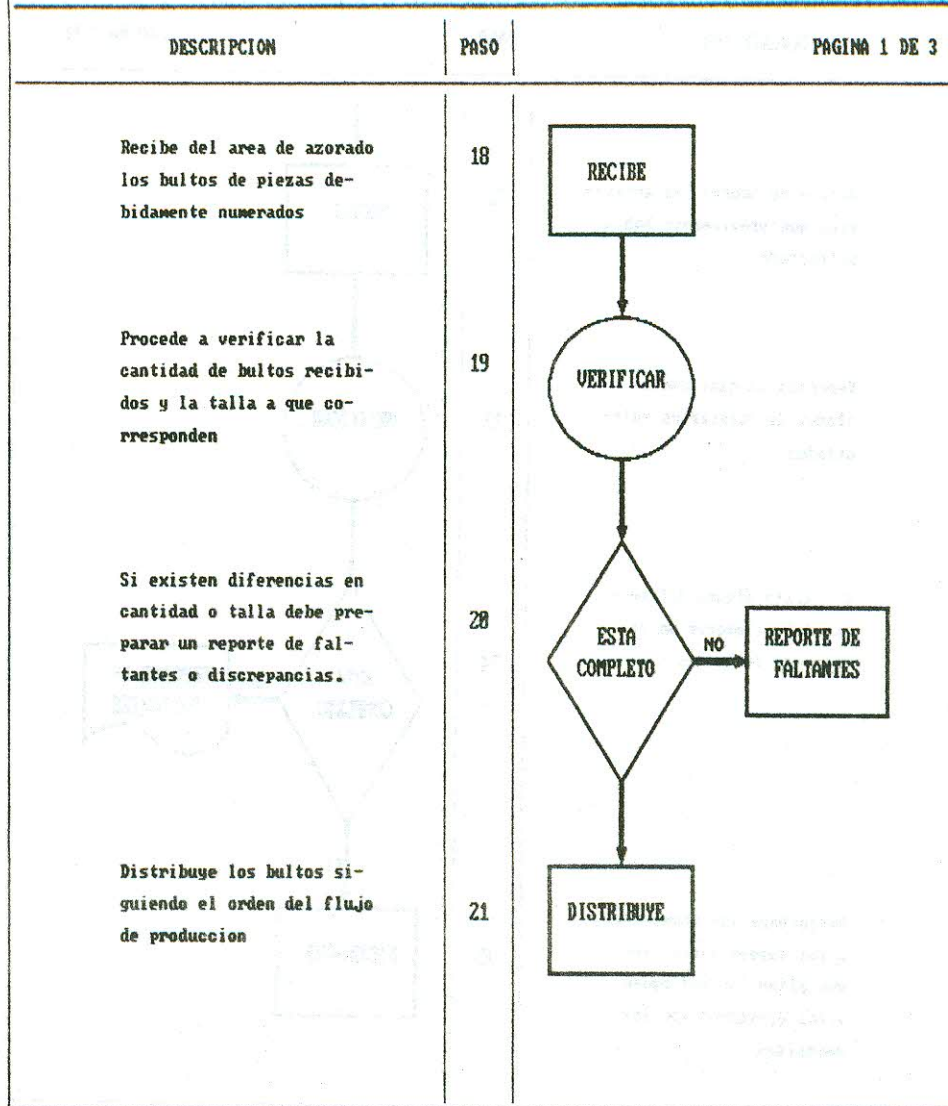 DESCRIPCION PASO PAGINA 1 DE 3
Recibe del area de azorado
los bultos de piezas de-
bidamente numerados
18
RECIBE
Procede a verificar la
cantidad de bultos recibi-
dos y la talla a que co-
rresponden
19
VERIFICAR
Si existen diferencias en
cantidad o talla debe pre-
parar un reporte de fal-
tantes o discrepancias.
20
ESTA
COMPLETO
NO
REPORTE DE
FALTANTES
Distribuye los bultos si-
guiendo el orden del flujo
de produccion
21
DISTRIBUYE